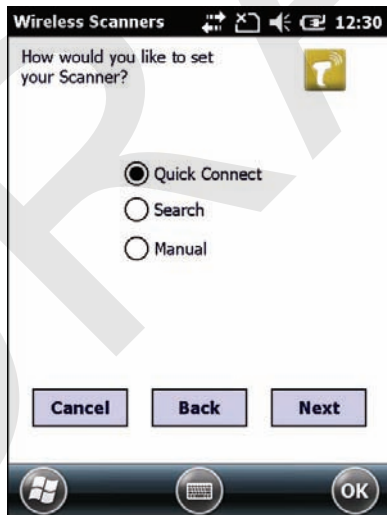 Wireless Scanners 12:30
How would you like to set
your Scanner?
Quick Connect
Search
Manual
Cancel Back Next
OK